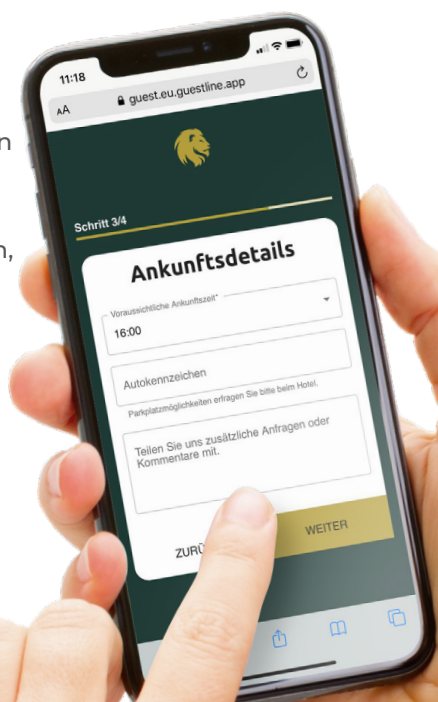 11:18
AA guest.eu.guestline.app
Schritt 3/4
Ankunftsdetails
Voraussichtliche Ankunftszeit*
16:00
Autokennzeichen
Parkplatzmöglichkeiten erfragen Sie bitte beim Hotel.
Teilen Sie uns zusätzliche Anfragen oder
Kommentare mit.
WEITER